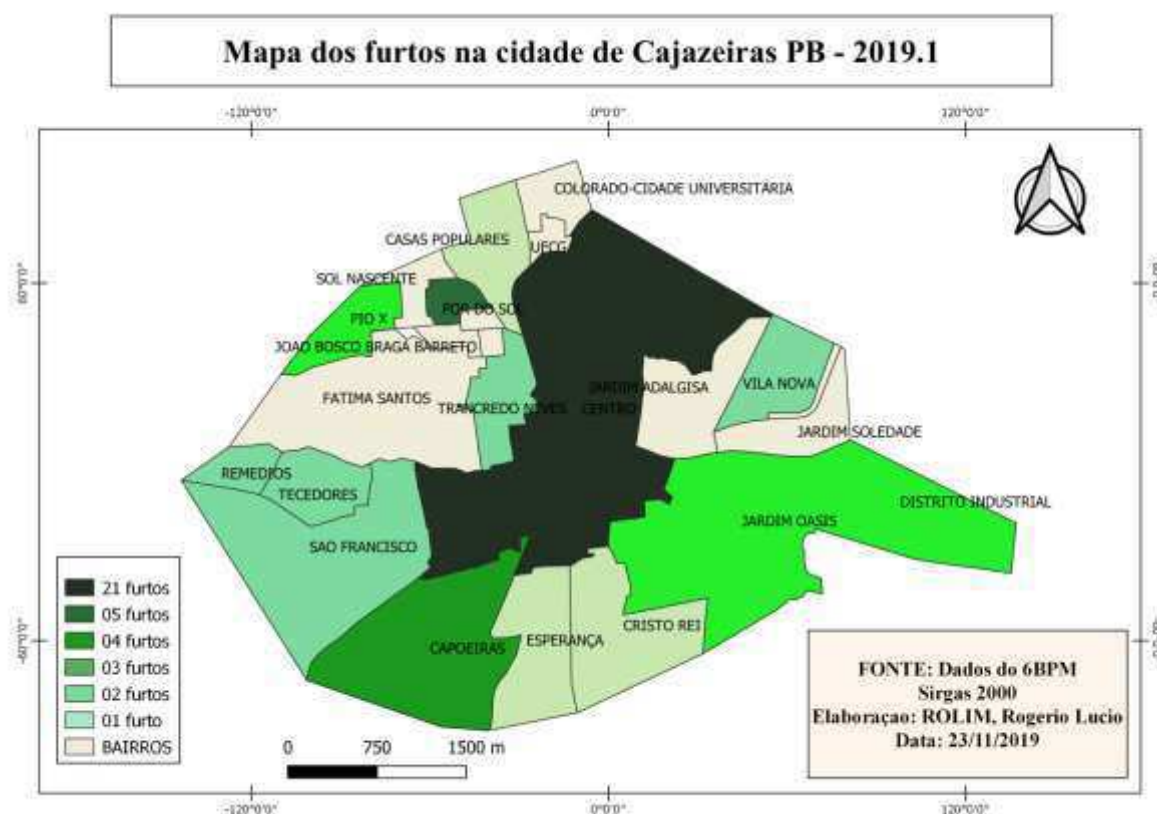 Mapa dos furtos na cidade de Cajazeiras PB - 2019.1
-120°0'0"
0°0'0"
120°0'0"
COLORADO-CIDADE UNIVERSITÁRIA
CASAS POPULARES
UFCG
SOL NASCENTE
POR DO SOL
PIO X
JOAO BOSCO BRAGA BARRETO
JARDIM ADALGISA
VILA NOVA
FATIMA SANTOS
TRANCREDO NEVES
CENTRO
JARDIM SOLEDADE
REMEDIOS
TECEDORES
DISTRITO INDUSTRIAL
JARDIM OASIS
SAO FRANCISCO
CRISTO REI
ESPERANÇA
CAPOEIRAS
21 furtos
05 furtos
04 furtos
03 furtos
02 furtos
01 furto
BAIRROS
0 750 1500 m
FONTE: Dados do 6BPM
Sirgas 2000
Elaboraçao: ROLIM, Rogerio Lucio
Data: 23/11/2019
-60°0'0"
-120°0'0"
0°0'0"
120°0'0"